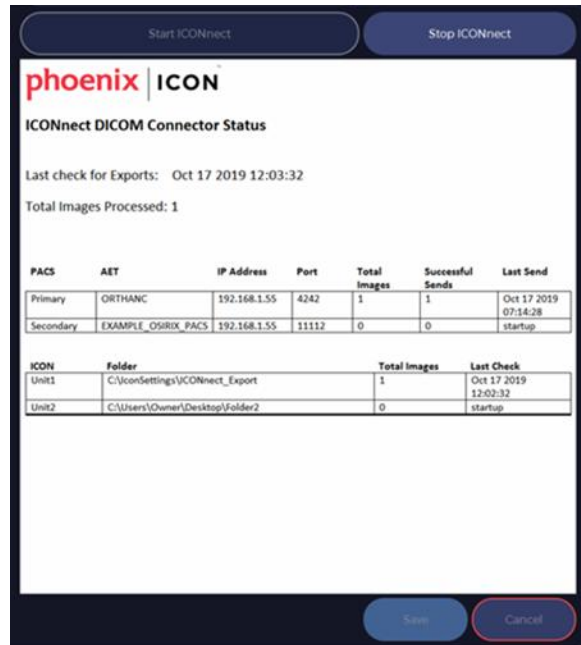 Start ICONnect Stop ICONnect
phoenix | ICON
ICONnect DICOM Connector Status
Last check for Exports: Oct 17 2019 12:03:32
Total Images Processed: 1
PACS AET IP Address Port Total Images Successful Sends Last Send
Primary ORTHANC 192.168.1.55 4242 1 1 Oct 17 2019 07:14:28
Secondary EXAMPLE_OSIRIX_PACS 192.168.1.55 11112 0 0 startup
ICON Folder Total Images Last Check
Unit1 C:\IconSettings\ICONnect_Export 1 Oct 17 2019 12:02:32
Unit2 C:\Users\Owner\Desktop\Folder2 0 startup
Save Cancel